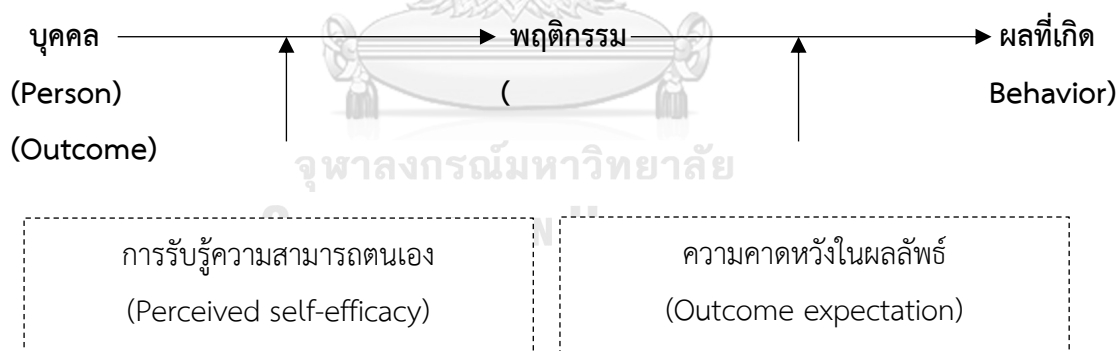 บุคคล พฤติกรรม ผลที่เกิด
(Person) ( Behavior)
(Outcome)
จุฬาลงกรณ์มหาวิทยาลัย
การรับรู้ความสามารถตนเอง ความคาดหวังในผลลัพธ์
(Perceived self-efficacy) (Outcome expectation)